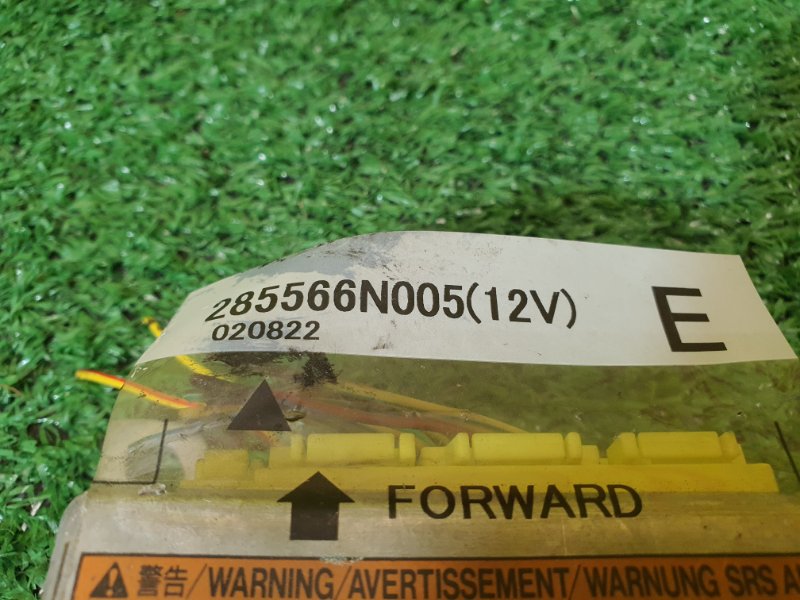 285566N005(12V)
020822
E
FORWARD
警告/WARNING/AVERTISSEMENT/WARNUNG SRS